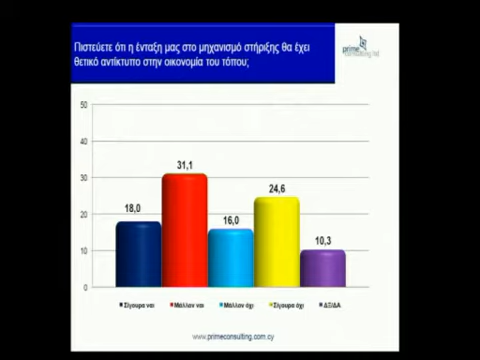 Πιστεύετε ότι η ένταξη μας στο μηχανισμό στήριξης θα έχει
θετικό αντίκτυπο στην οικονομία του τόπου;
prime
consulting ltd
50
40
30
20
10
0
18,0
31,1
16,0
24,6
10,3
Σίγουρα ναι
Μάλλον ναι
Μάλλον όχι
Σίγουρα όχι
ΔΞ/ΔΑ
www.primeconsulting.com.cy